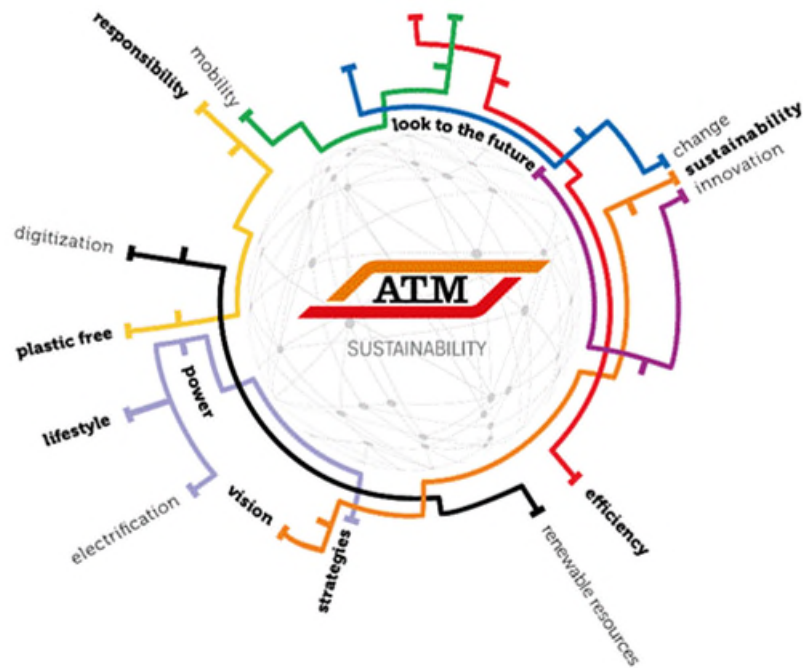 responsibility
mobility
look to the future
change
sustainability
innovation
digitization
ATM
SUSTAINABILITY
plastic free
power
lifestyle
electrification
vision
strategies
efficiency
renewable resources